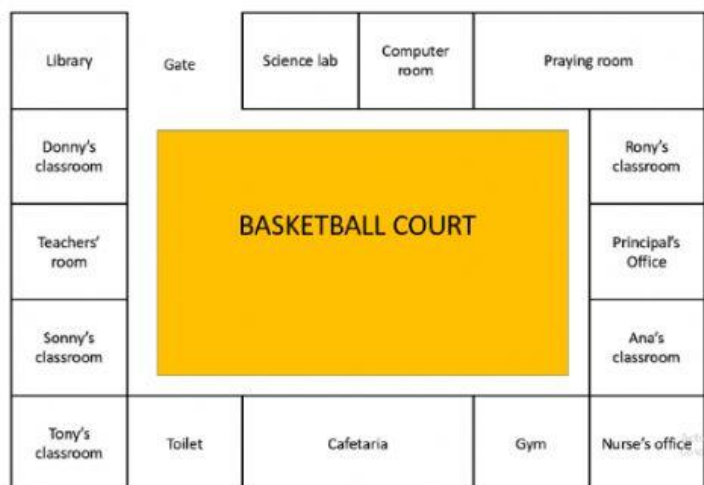 Library
Gate
Science lab
Computer
room
Praying room
Donny's
classroom
Rony's
classroom
BASKETBALL COURT
Teachers'
room
Principal's
Office
Sonny's
classroom
Ana's
classroom
Tony's
classroom
Toilet
Cafetaria
Gym
Nurse's office